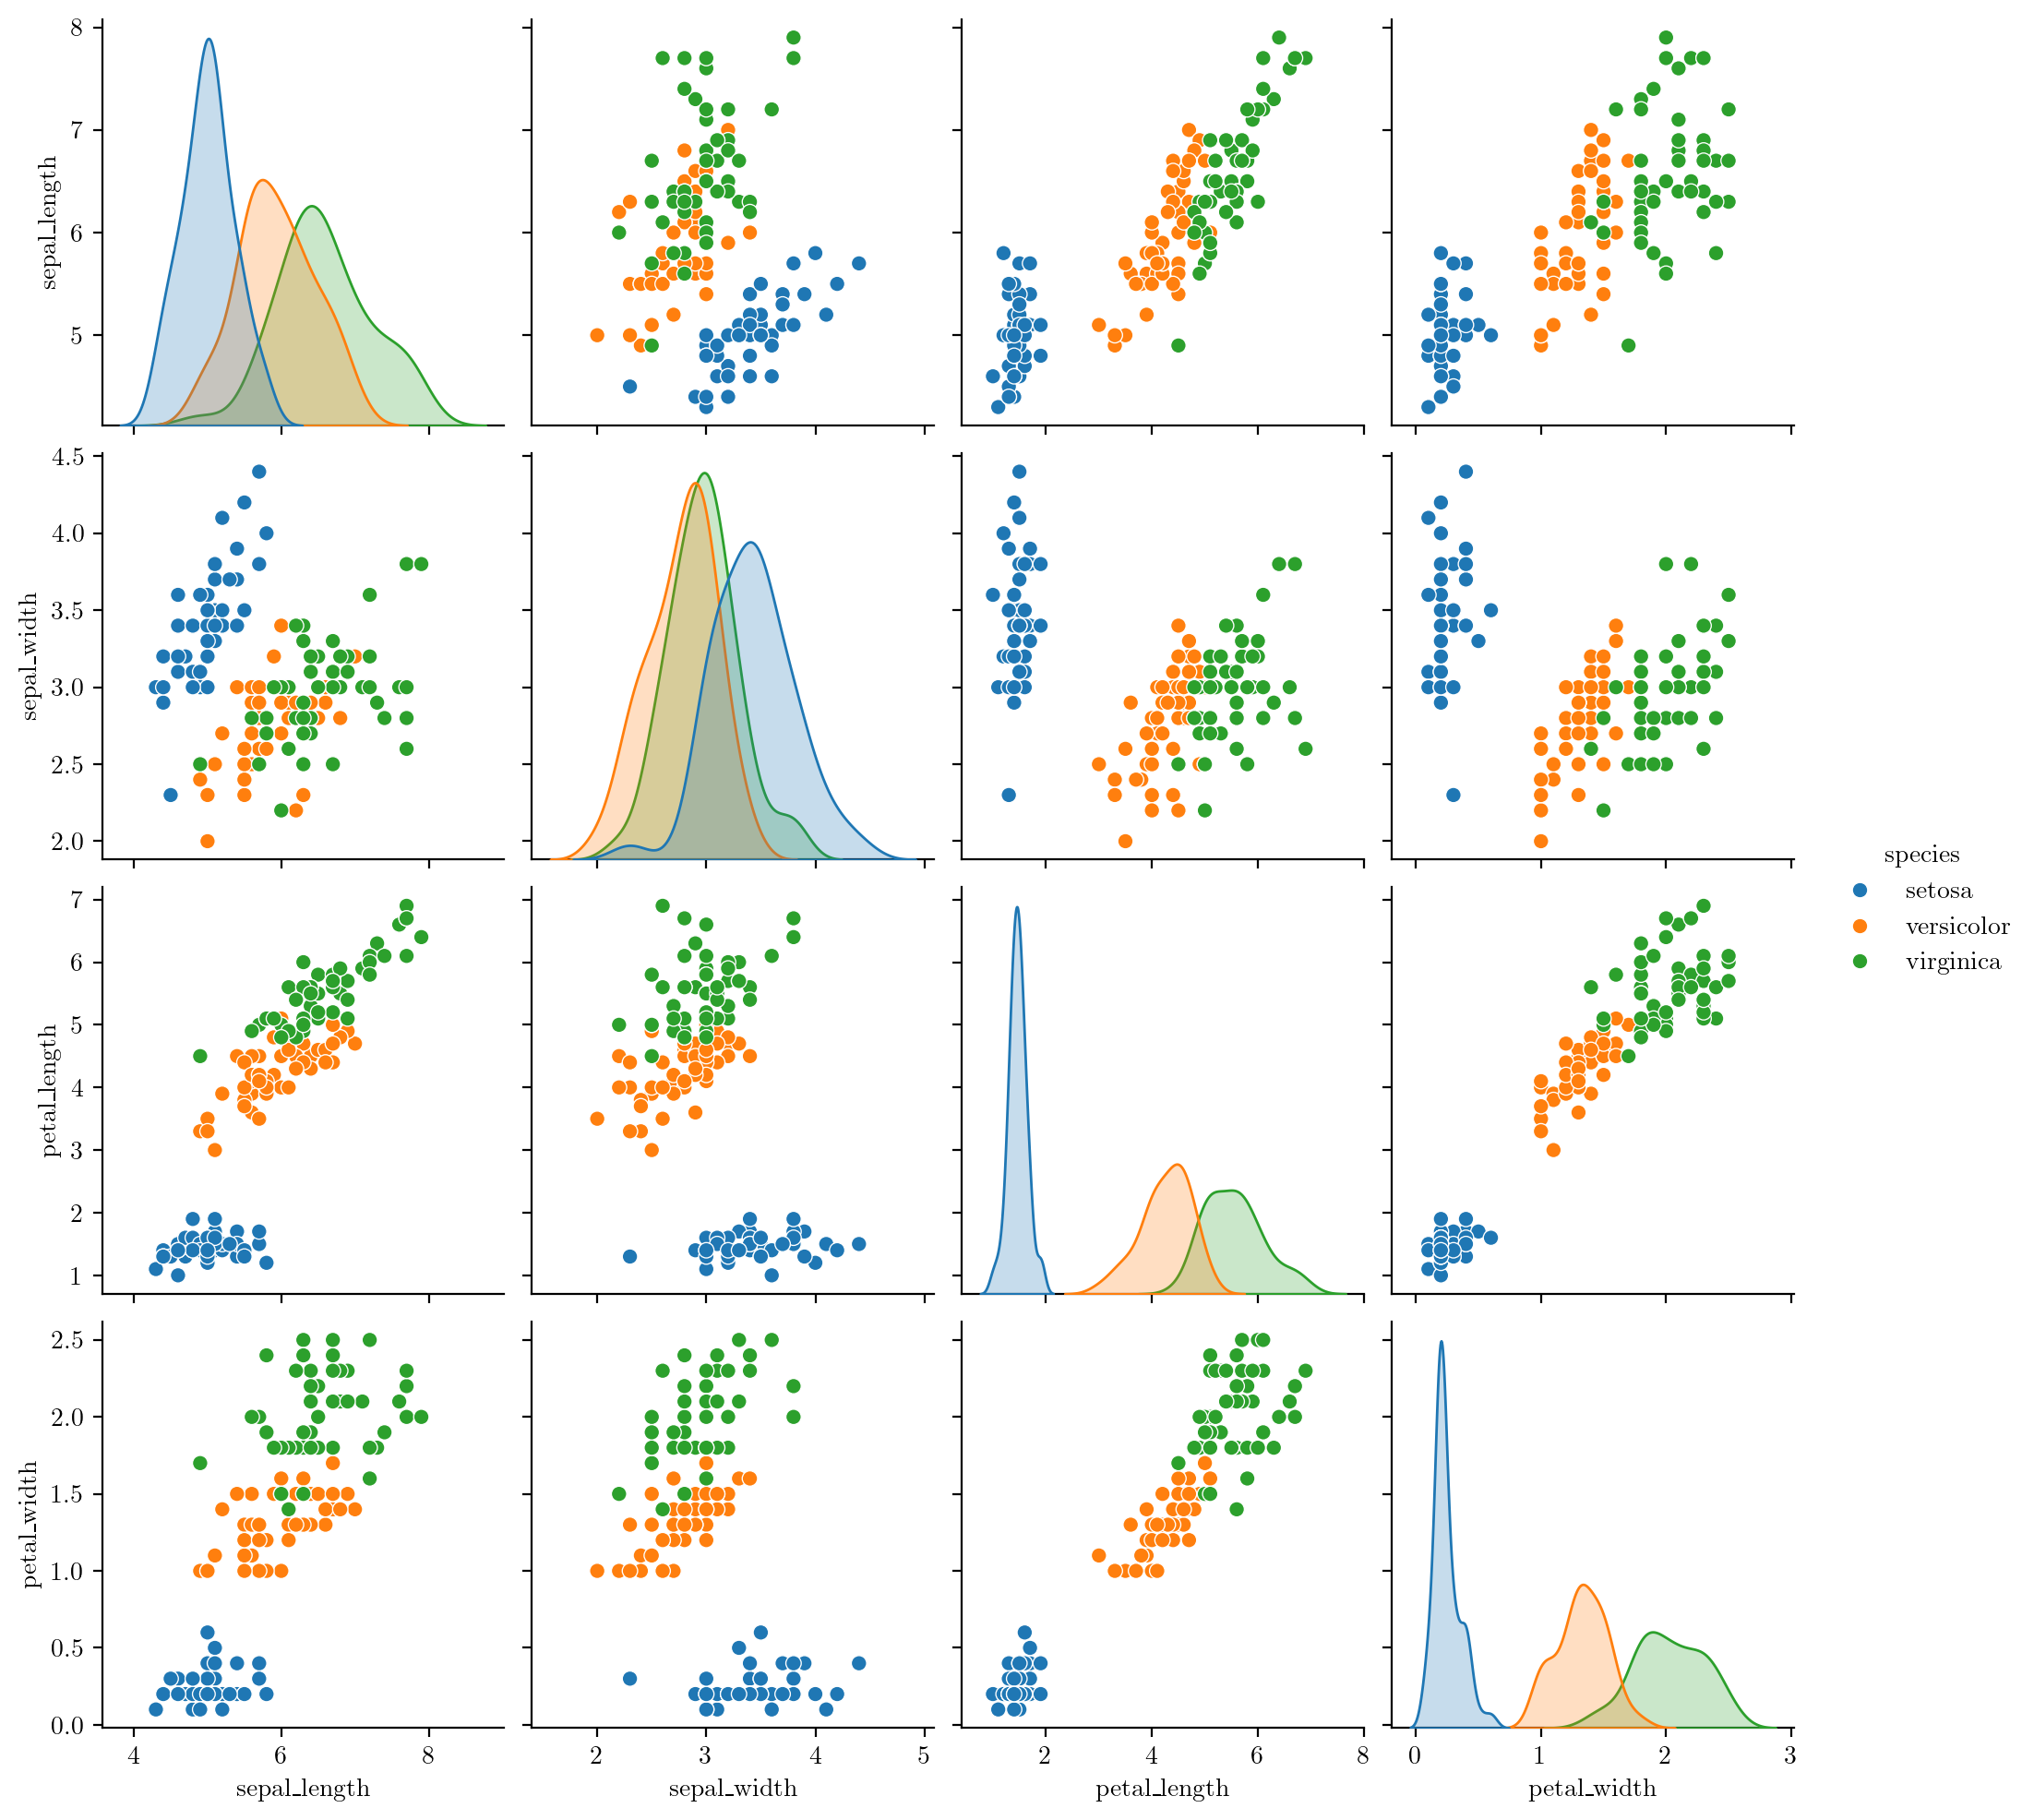 8
7
6
5
sepal_length
4.5
4.0
3.5
3.0
2.5
2.0
sepal_width
7
6
5
4
3
2
1
petal_length
2.5
2.0
1.5
1.0
0.5
0.0
petal_width
4 6 8
sepal_length
2 3 4 5
sepal_width
2 4 6 8
petal_length
0 1 2 3
petal_width
species
setosa
versicolor
virginica